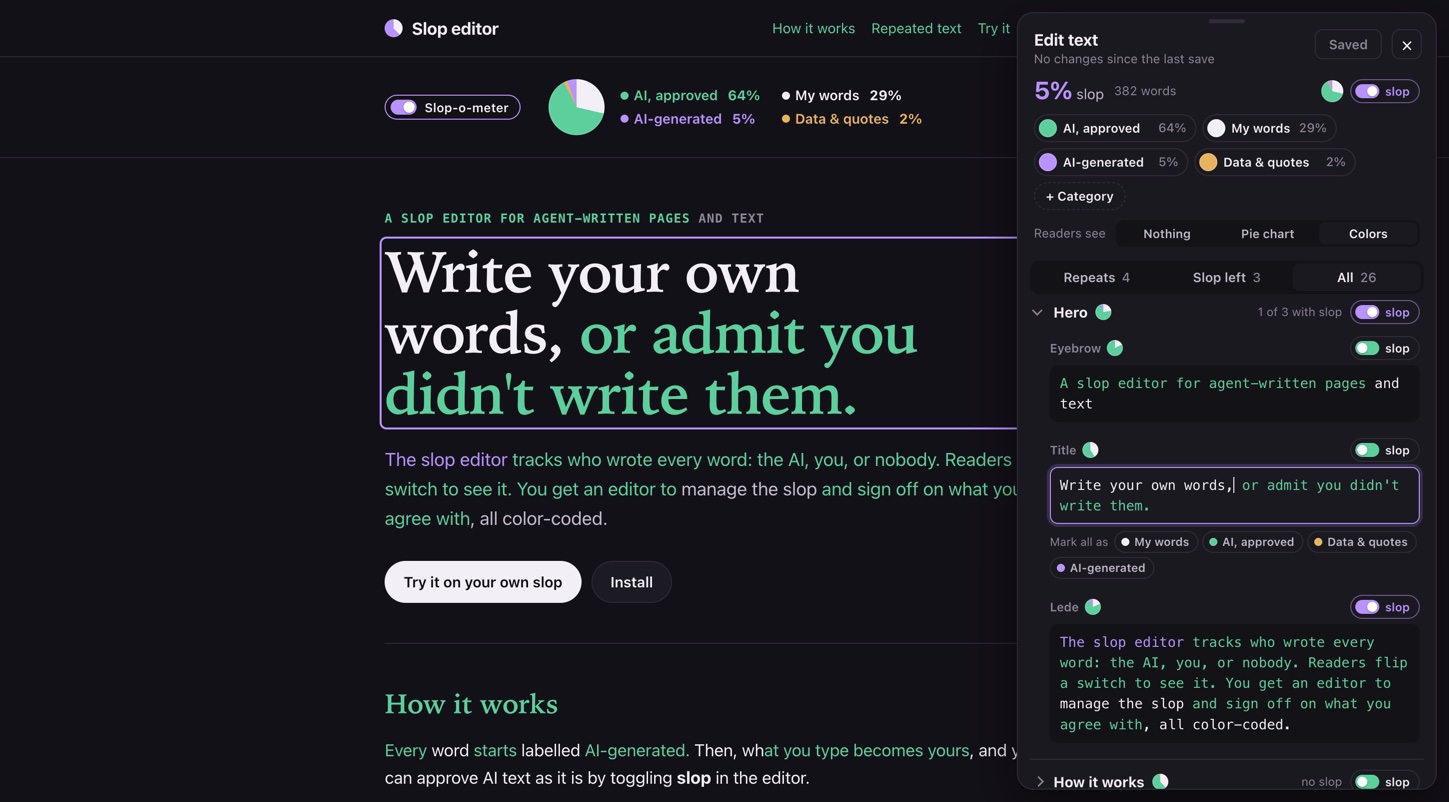 Slop editor
How it works Repeated text Try it
Slop-o-meter
AI, approved 64%
My words 29%
AI-generated 5%
Data & quotes 2%
A SLOP EDITOR FOR AGENT-WRITTEN PAGES AND TEXT
Write your own
words, or admit you
didn't write them.
The slop editor tracks who wrote every word: the AI, you, or nobody. Readers
switch to see it. You get an editor to manage the slop and sign off on what you
agree with, all color-coded.
Try it on your own slop
Install
How it works
Every word starts labelled AI-generated. Then, what you type becomes yours, and y
can approve AI text as it is by toggling slop in the editor.
Edit text
No changes since the last save
Saved
5% slop 382 words
slop
AI, approved 64%
My words 29%
AI-generated 5%
Data & quotes 2%
+ Category
Readers see
Nothing
Pie chart
Colors
Repeats 4
Slop left 3
All 26
Hero
1 of 3 with slop
slop
Eyebrow
slop
A slop editor for agent-written pages and
text
Title
slop
Write your own words, or admit you didn't
write them.
Mark all as
My words
AI, approved
Data & quotes
AI-generated
Lede
slop
The slop editor tracks who wrote every
word: the AI, you, or nobody. Readers flip
a switch to see it. You get an editor to
manage the slop and sign off on what you
agree with, all color-coded.
How it works
no slop
slop